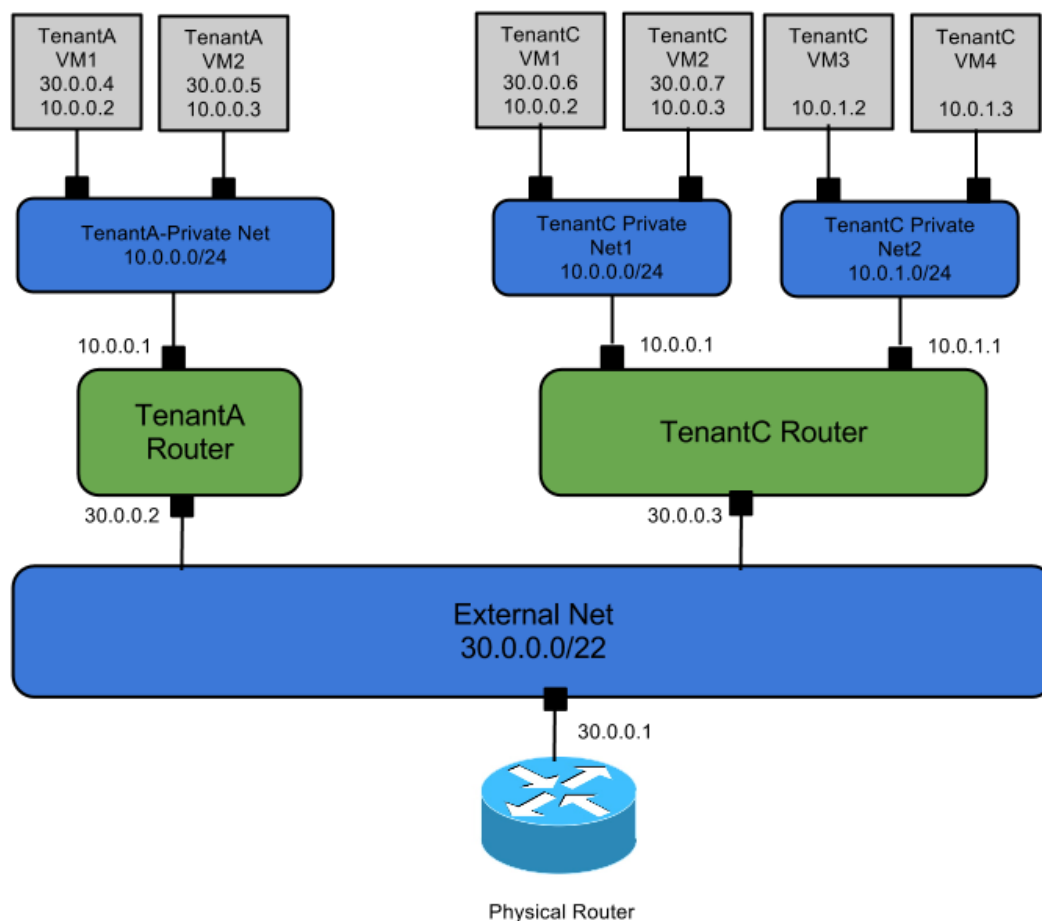 TenantA
VM1
30.0.0.4
10.0.0.2
TenantA
VM2
30.0.0.5
10.0.0.3
TenantC
VM1
30.0.0.6
10.0.0.2
TenantC
VM2
30.0.0.7
10.0.0.3
TenantC
VM3
10.0.1.2
TenantC
VM4
10.0.1.3
TenantA-Private Net
10.0.0.0/24
TenantC Private
Net1
10.0.0.0/24
TenantC Private
Net2
10.0.1.0/24
10.0.0.1
10.0.0.1
10.0.1.1
TenantA
Router
TenantC Router
30.0.0.2
30.0.0.3
External Net
30.0.0.0/22
30.0.0.1
Physical Router